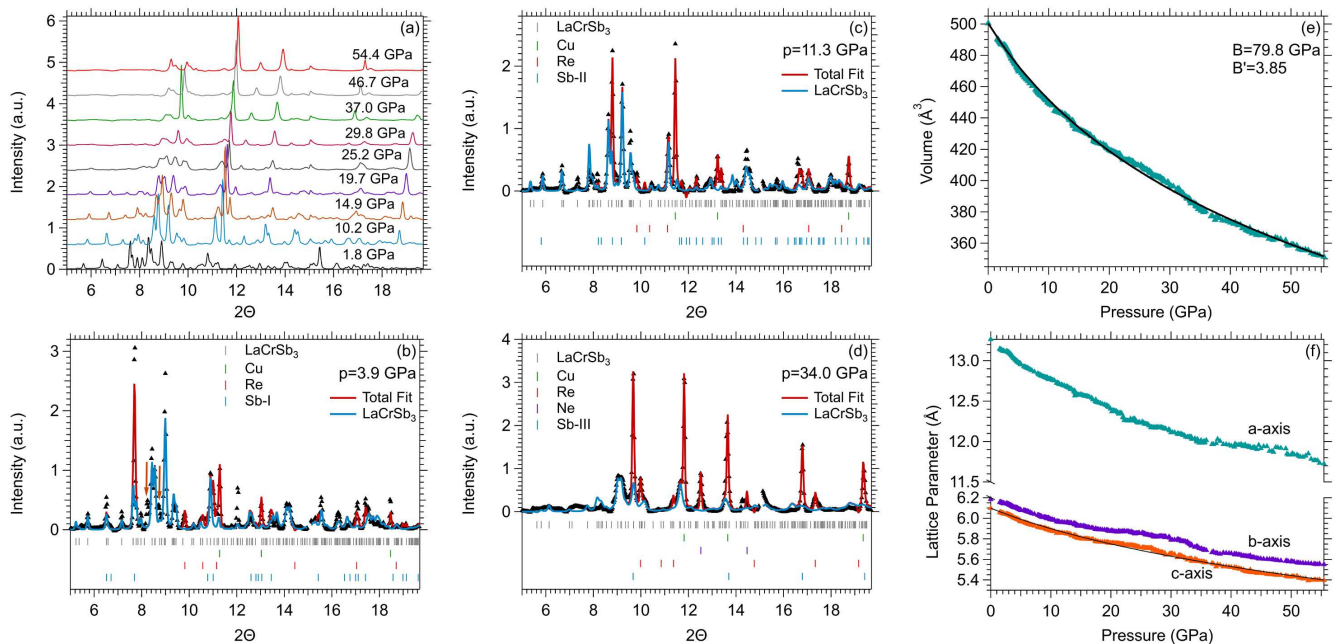 (a)
6
5
4
3
2
1
0
Intensity (a.u.)
54.4 GPa
46.7 GPa
37.0 GPa
29.8 GPa
25.2 GPa
19.7 GPa
14.9 GPa
10.2 GPa
1.8 GPa
6 8 10 12 14 16 18
2Θ
(c)
LaCrSb3
Cu
Re
Sb-II
p=11.3 GPa
Total Fit
LaCrSb3
2
1
0
Intensity (a.u.)
6 8 10 12 14 16 18
2Θ
(e)
B=79.8 GPa
B'=3.85
500
480
460
440
420
400
380
360
Volume (Å3)
0 10 20 30 40 50
Pressure (GPa)
(b)
LaCrSb3
Cu
Re
Sb-I
p=3.9 GPa
Total Fit
LaCrSb3
3
2
1
0
Intensity (a.u.)
6 8 10 12 14 16 18
2Θ
(d)
LaCrSb3
Cu
Re
Ne
Sb-III
p=34.0 GPa
Total Fit
LaCrSb3
4
3
2
1
0
Intensity (a.u.)
6 8 10 12 14 16 18
2Θ
(f)
13.0
12.5
12.0
11.5
6.2
6.0
5.8
5.6
5.4
Lattice Parameter (Å)
a-axis
b-axis
c-axis
0 10 20 30 40 50
Pressure (GPa)